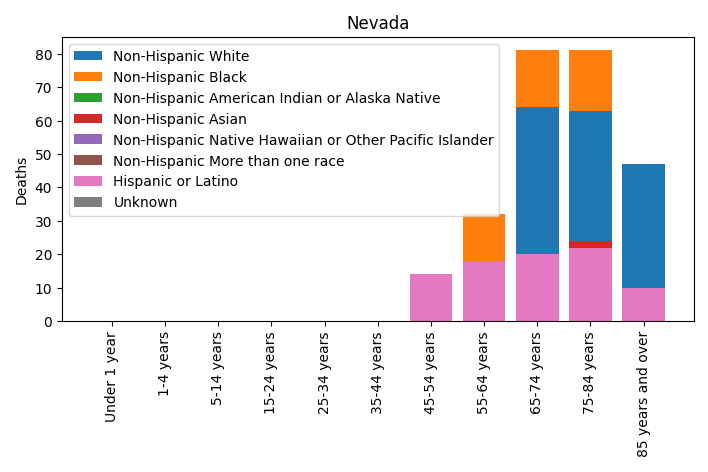 Nevada
Non-Hispanic White
Non-Hispanic Black
Non-Hispanic American Indian or Alaska Native
Non-Hispanic Asian
Non-Hispanic Native Hawaiian or Other Pacific Islander
Non-Hispanic More than one race
Hispanic or Latino
Unknown
Deaths
80
70
60
50
40
30
20
10
0
Under 1 year
1-4 years
5-14 years
15-24 years
25-34 years
35-44 years
45-54 years
55-64 years
65-74 years
75-84 years
85 years and over